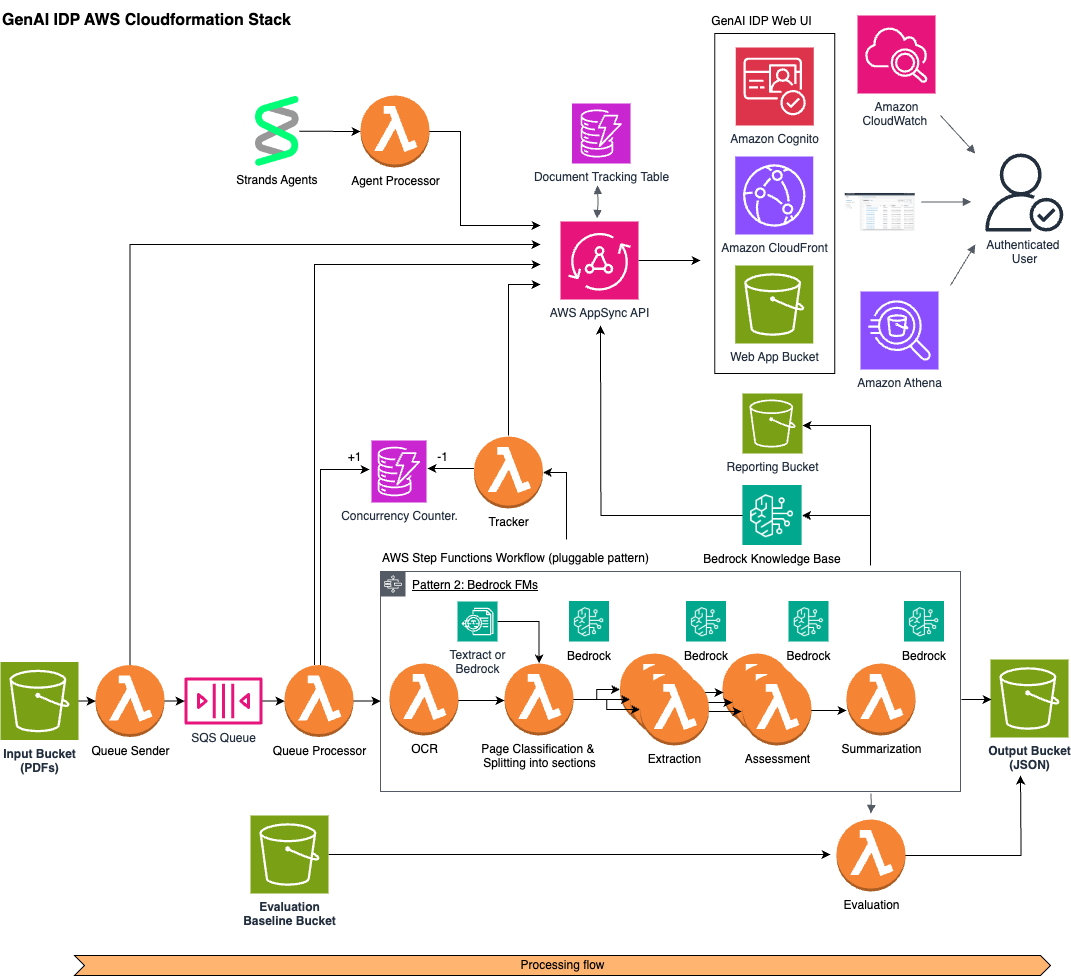 GenAI IDP AWS Cloudformation Stack
GenAI IDP Web UI
Amazon Cognito
Amazon CloudFront
Web App Bucket
Amazon
CloudWatch
Authenticated
User
Amazon Athena
Strands Agents
Agent Processor
Document Tracking Table
AWS AppSync API
Reporting Bucket
Bedrock Knowledge Base
+1
-1
Concurrency Counter.
Tracker
AWS Step Functions Workflow (pluggable pattern)
Pattern 2: Bedrock FMs
Textract or
Bedrock
Bedrock
Bedrock
Bedrock
Bedrock
Input Bucket
(PDFs)
Queue Sender
SQS Queue
Queue Processor
OCR
Page Classification &
Splitting into sections
Extraction
Assessment
Summarization
Output Bucket
(JSON)
Evaluation
Baseline Bucket
Evaluation
Processing flow